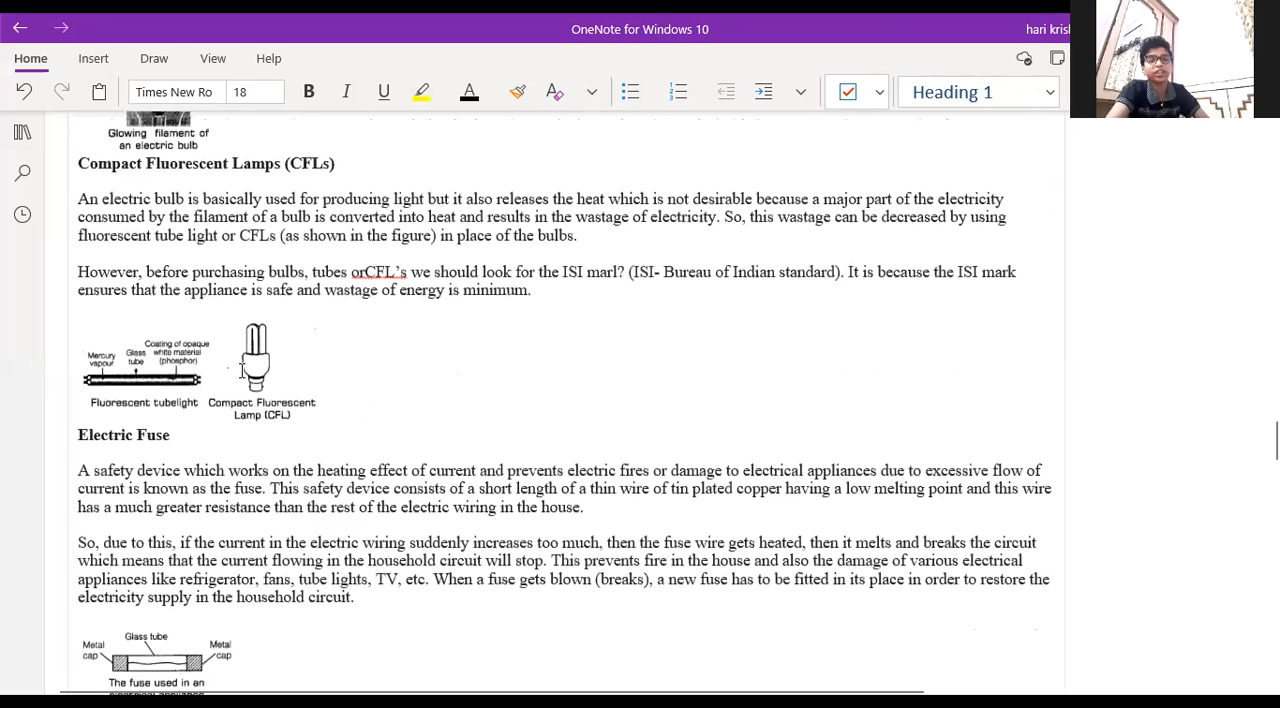 OneNote for Windows 10
hari krish
Home Insert Draw View Help
Times New Ro 18 B I U A Heading 1
Glowing filament of
an electric bulb
Compact Fluorescent Lamps (CFLs)
An electric bulb is basically used for producing light but it also releases the heat which is not desirable because a major part of the electricity
consumed by the filament of a bulb is converted into heat and results in the wastage of electricity. So, this wastage can be decreased by using
fluorescent tube light or CFLs (as shown in the figure) in place of the bulbs.
However, before purchasing bulbs, tubes orCFL's we should look for the ISI marl? (ISI- Bureau of Indian standard). It is because the ISI mark
ensures that the appliance is safe and wastage of energy is minimum.
Mercury
vapour
Glass
tube
Coating of opaque
white material
(phosphor)
Fluorescent tubelight
Compact Fluorescent
Lamp (CFL)
Electric Fuse
A safety device which works on the heating effect of current and prevents electric fires or damage to electrical appliances due to excessive flow of
current is known as the fuse. This safety device consists of a short length of a thin wire of tin plated copper having a low melting point and this wire
has a much greater resistance than the rest of the electric wiring in the house.
So, due to this, if the current in the electric wiring suddenly increases too much, then the fuse wire gets heated, then it melts and breaks the circuit
which means that the current flowing in the household circuit will stop. This prevents fire in the house and also the damage of various electrical
appliances like refrigerator, fans, tube lights, TV, etc. When a fuse gets blown (breaks), a new fuse has to be fitted in its place in order to restore the
electricity supply in the household circuit.
Metal
cap
Glass tube
Metal
cap
The fuse used in an